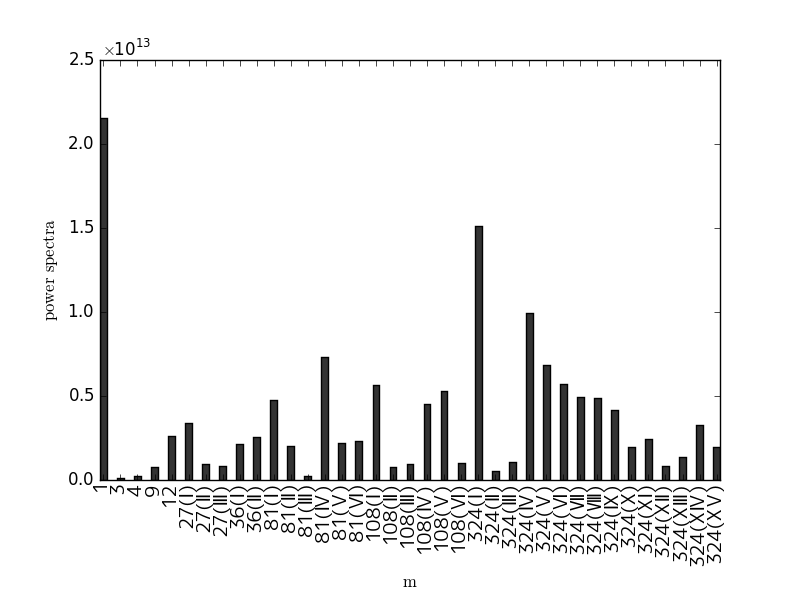 ×10^13
2.5
2.0
1.5
1.0
0.5
0.0
power spectra
1
3
4
9
12
27(I)
27(II)
27(III)
36(I)
36(II)
81(I)
81(II)
81(III)
81(IV)
81(V)
81(VI)
108(I)
108(II)
108(III)
108(IV)
108(V)
108(VI)
324(I)
324(II)
324(III)
324(IV)
324(V)
324(VI)
324(VII)
324(VIII)
324(IX)
324(X)
324(XI)
324(XII)
324(XIII)
324(XIV)
324(XV)
m